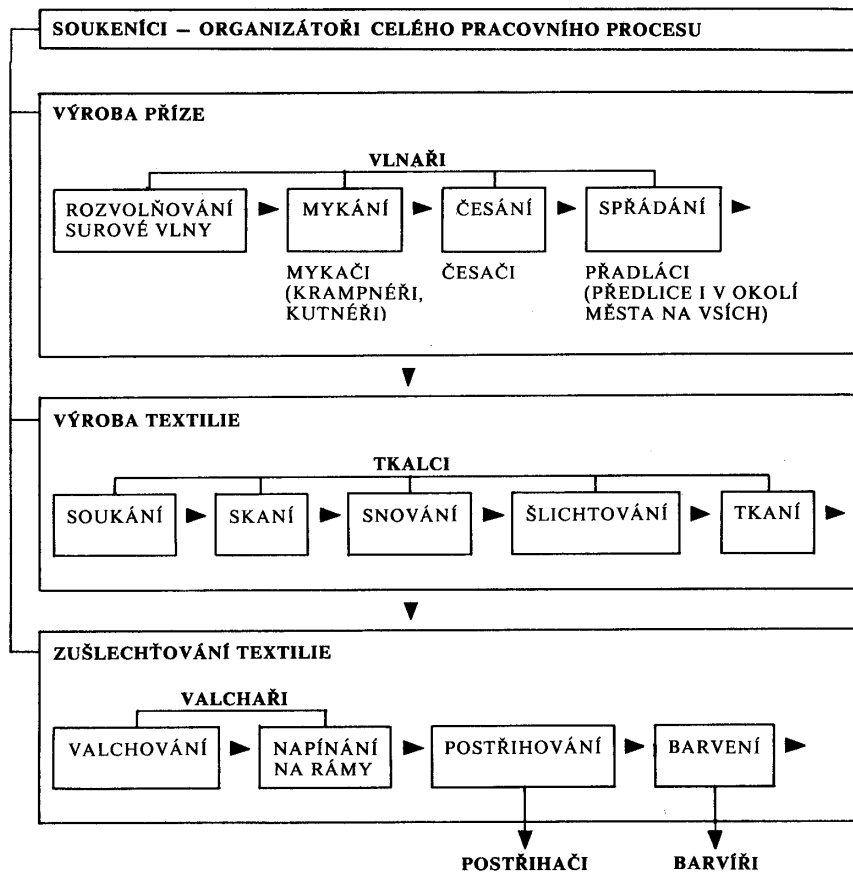 SOUKENÍCI – ORGANIZÁTOŘI CELÉHO PRACOVNÍHO PROCESU
VÝROBA PŘÍZE
VLNAŘI
ROZVOLŇOVÁNÍ
SUROVÉ VLNY
MYKÁNÍ
ČESÁNÍ
SPŘÁDÁNÍ
MYKAČI
(KRAMPNÉŘI,
KUTNÉŘI)
ČESAČI
PŘADLÁCI
(PŘEDLICE I V OKOLÍ
MĚSTA NA VSÍCH)
VÝROBA TEXTILIE
TKALCI
SOUKÁNÍ
SKANÍ
SNOVÁNÍ
ŠLICHTOVÁNÍ
TKANÍ
ZUŠLECHŤOVÁNÍ TEXTILIE
VALCHAŘI
VALCHOVÁNÍ
NAPÍNÁNÍ
NA RÁMY
POSTŘIHOVÁNÍ
BARVENÍ
POSTŘIHAČI
BARVÍŘI